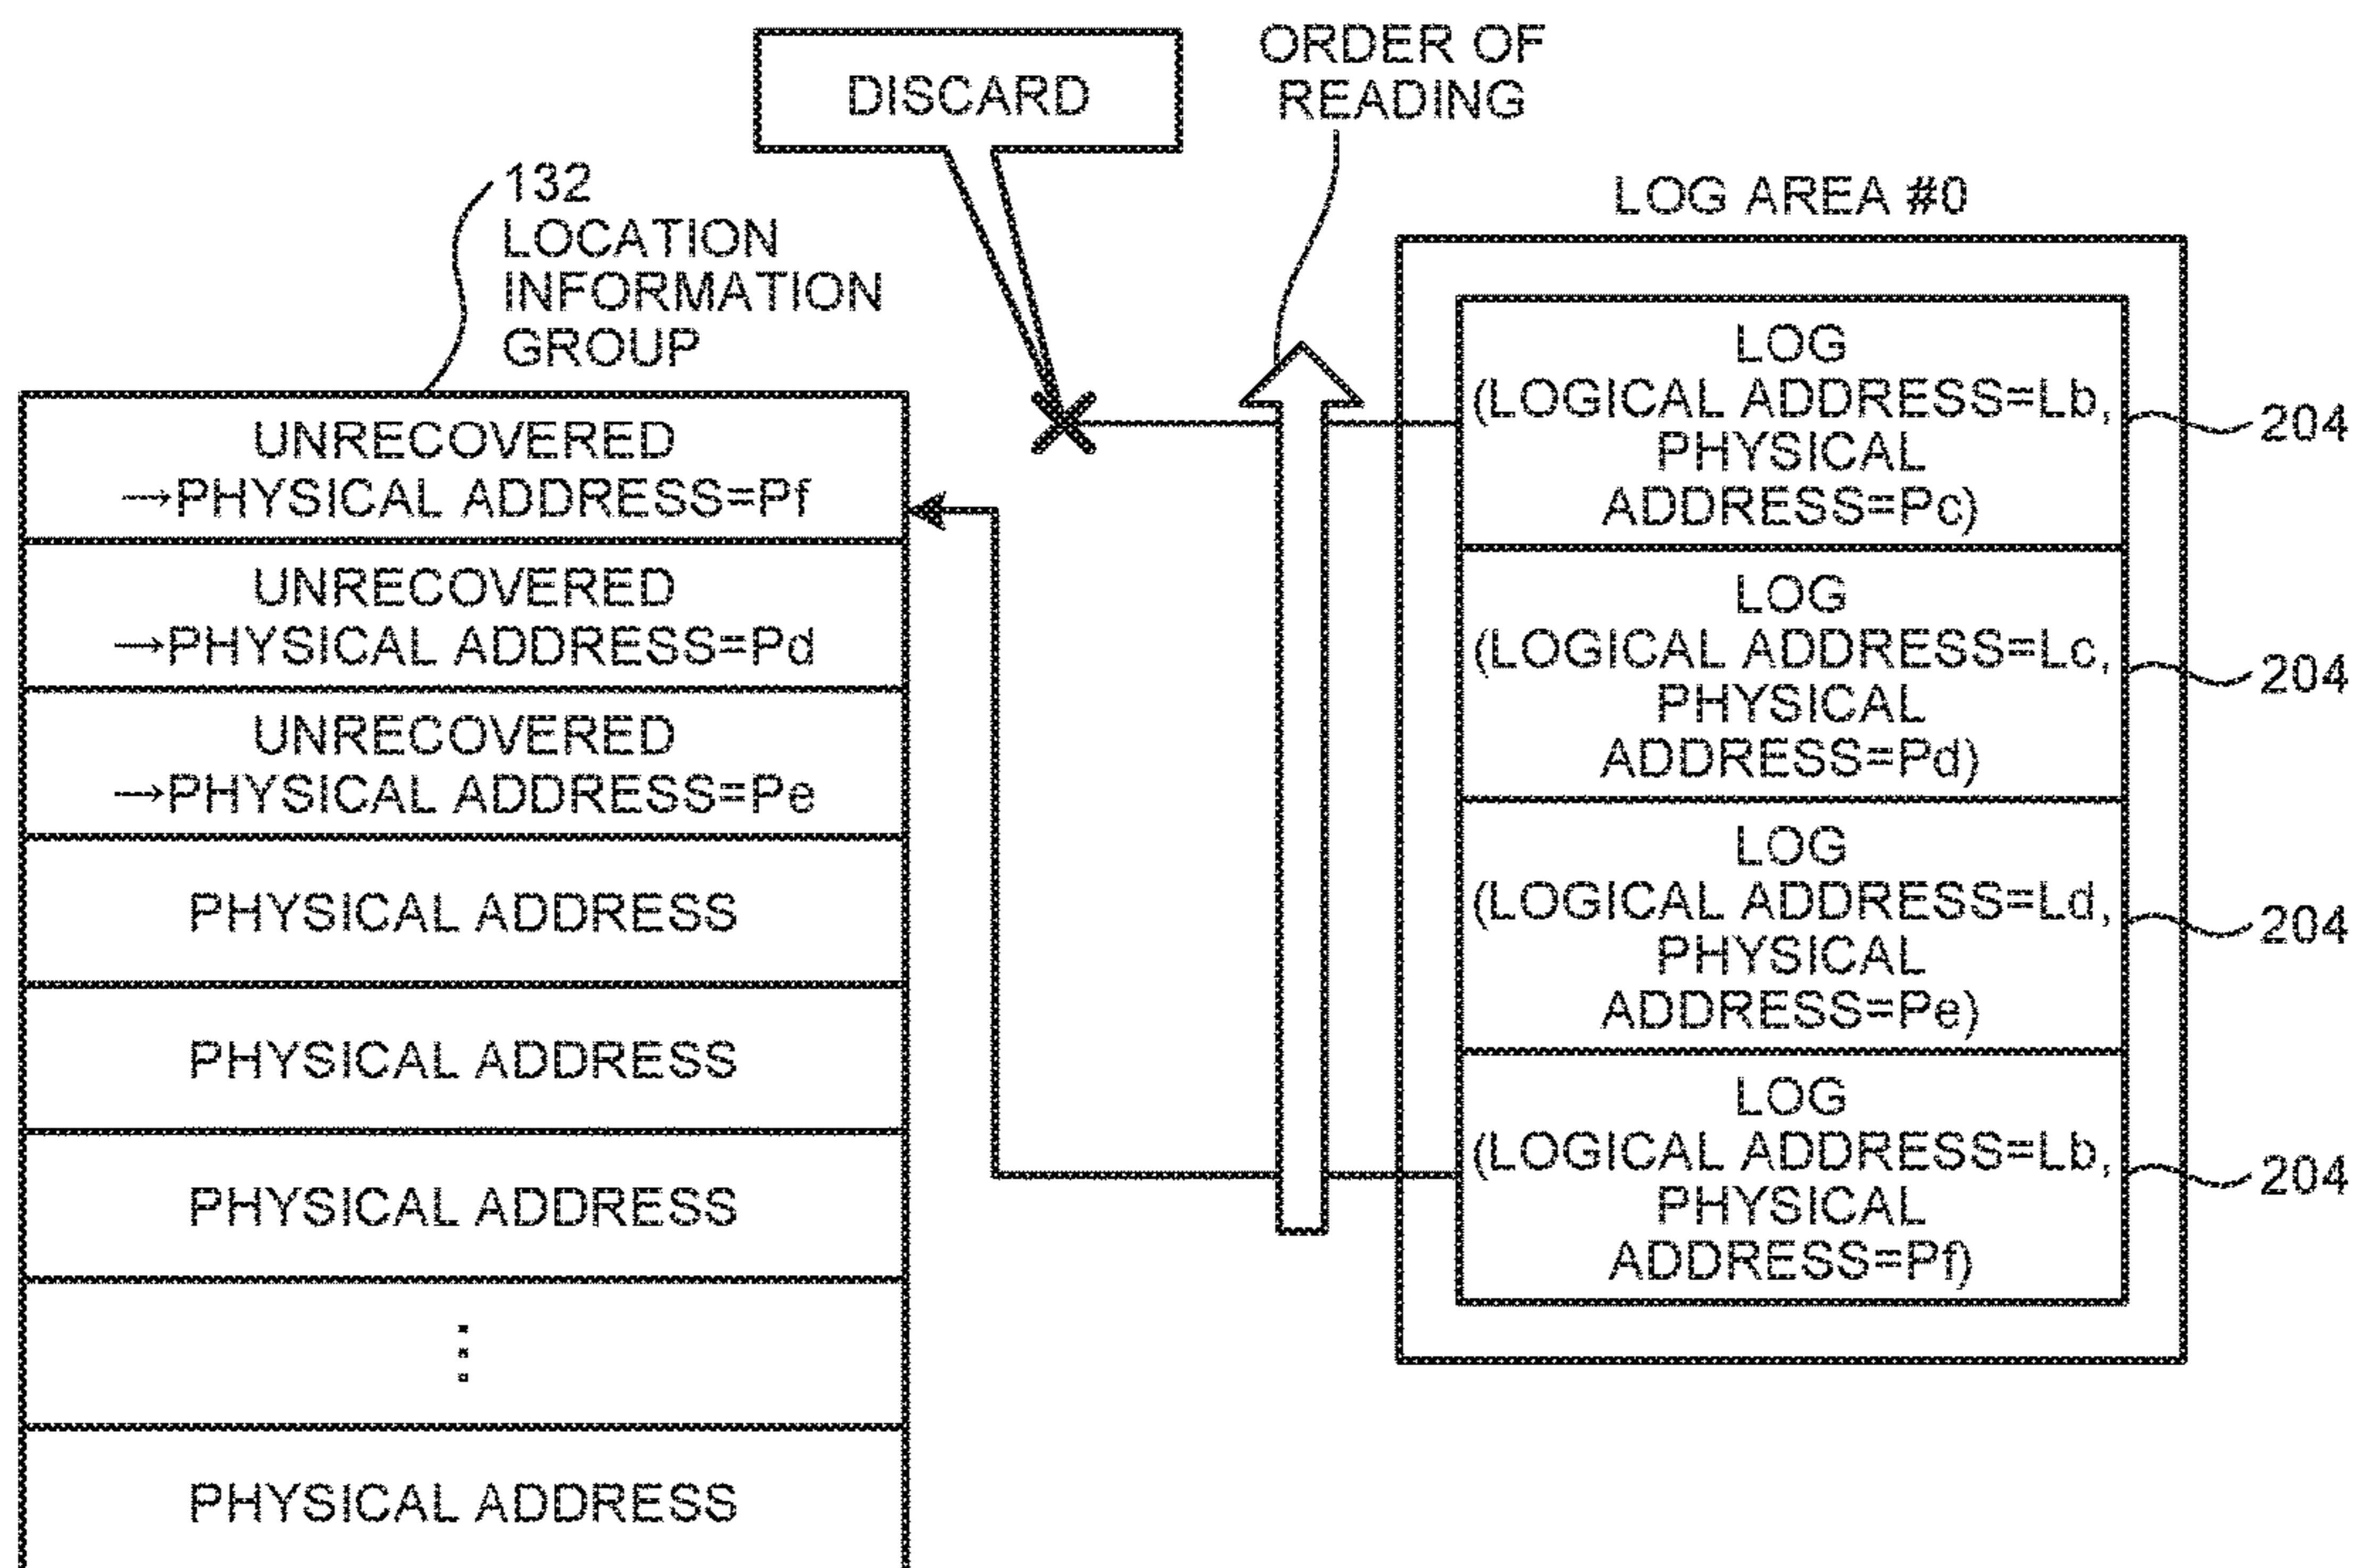 DISCARD
ORDER OF
READING
132
LOCATION
INFORMATION
GROUP
UNRECOVERED
→PHYSICAL ADDRESS=Pf
UNRECOVERED
→PHYSICAL ADDRESS=Pd
UNRECOVERED
→PHYSICAL ADDRESS=Pe
PHYSICAL ADDRESS
PHYSICAL ADDRESS
PHYSICAL ADDRESS
⋮
PHYSICAL ADDRESS
LOG AREA #0
LOG
(LOGICAL ADDRESS=Lb,
PHYSICAL
ADDRESS=Pc)
204
LOG
(LOGICAL ADDRESS=Lc,
PHYSICAL
ADDRESS=Pd)
204
LOG
(LOGICAL ADDRESS=Ld,
PHYSICAL
ADDRESS=Pe)
204
LOG
(LOGICAL ADDRESS=Lb,
PHYSICAL
ADDRESS=Pf)
204